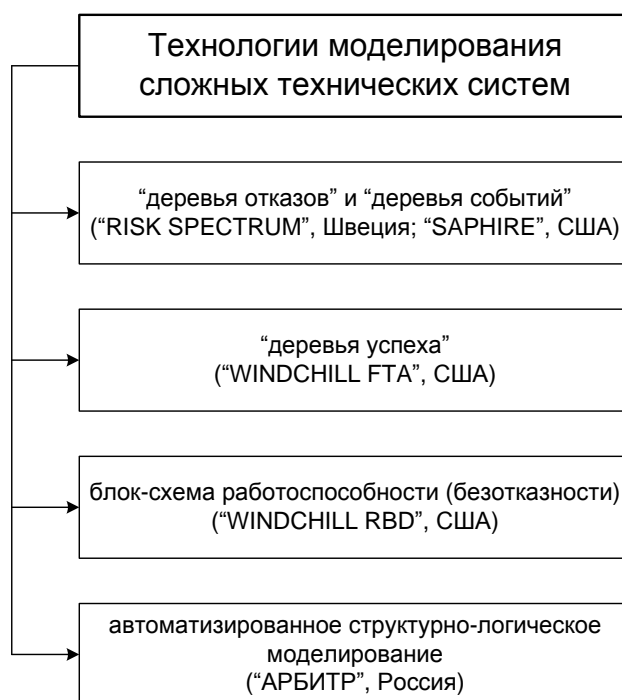 Технологии моделирования
сложных технических систем
“деревья отказов” и “деревья событий”
(“RISK SPECTRUM”, Швеция; “SAPHIRE”, США)
“деревья успеха”
(“WINDCHILL FTA”, США)
блок-схема работоспособности (безотказности)
(“WINDCHILL RBD”, США)
автоматизированное структурно-логическое
моделирование
(“АРБИТР”, Россия)